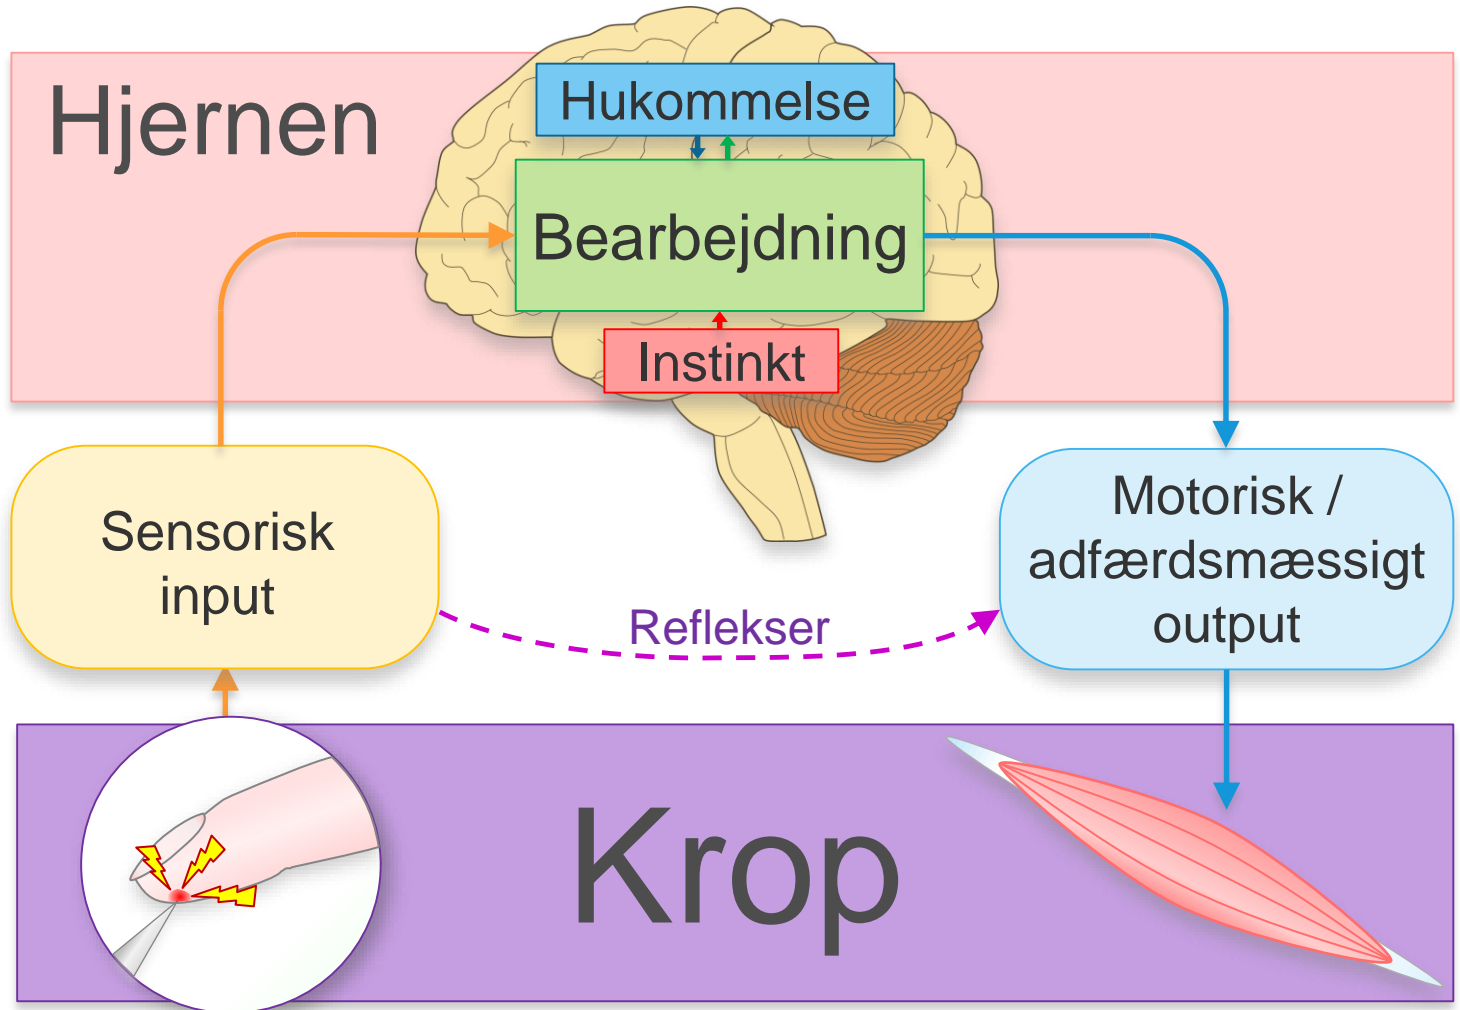 Hjernen
Hukommelse
Bearbejdning
Instinkt
Sensorisk
input
Motorisk /
adfærdsmæssigt
output
Reflekser
Krop